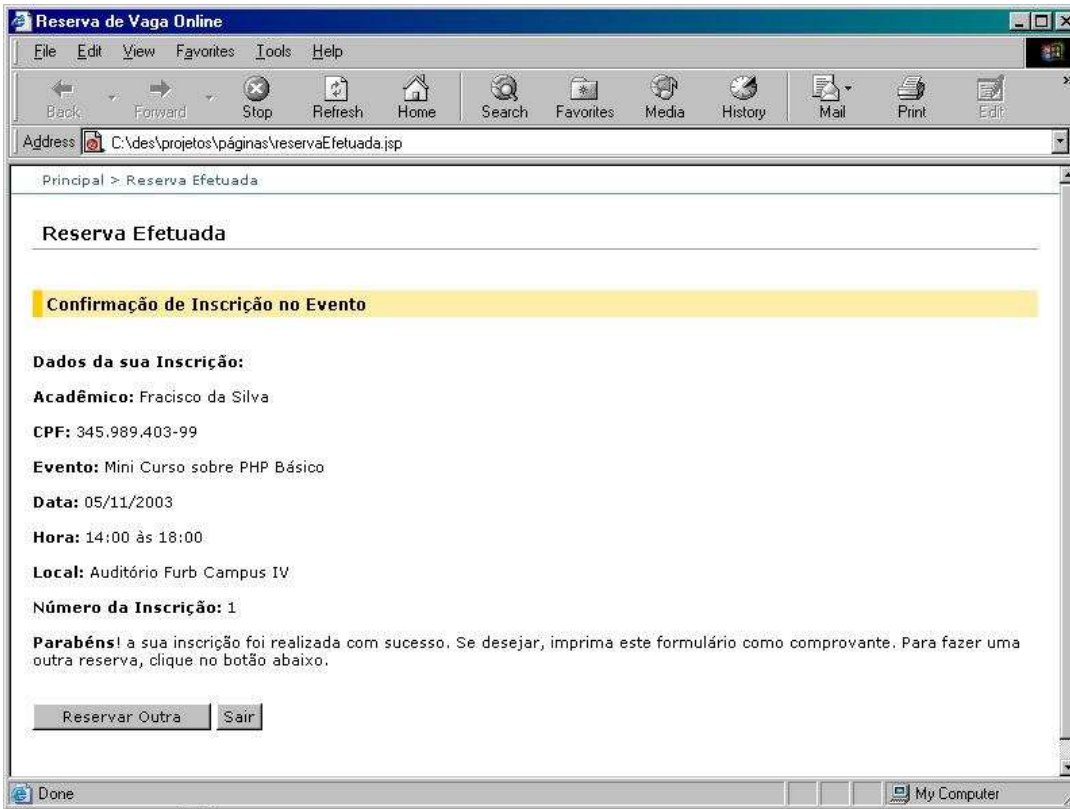 Reserva de Vaga Online
File Edit View Favorites Tools Help
Back Forward Stop Refresh Home Search Favorites Media History Mail Print Edit
Address C:\des\projetos\páginas\reservaEfetuada.jsp
Principal > Reserva Efetuada
Reserva Efetuada
Confirmação de Inscrição no Evento
Dados da sua Inscrição:
Acadêmico: Fracisco da Silva
CPF: 345.989.403-99
Evento: Mini Curso sobre PHP Básico
Data: 05/11/2003
Hora: 14:00 às 18:00
Local: Auditório Furb Campus IV
Número da Inscrição: 1
Parabéns! a sua inscrição foi realizada com sucesso. Se desejar, imprima este formulário como comprovante. Para fazer uma
outra reserva, clique no botão abaixo.
Reservar Outra Sair
Done My Computer